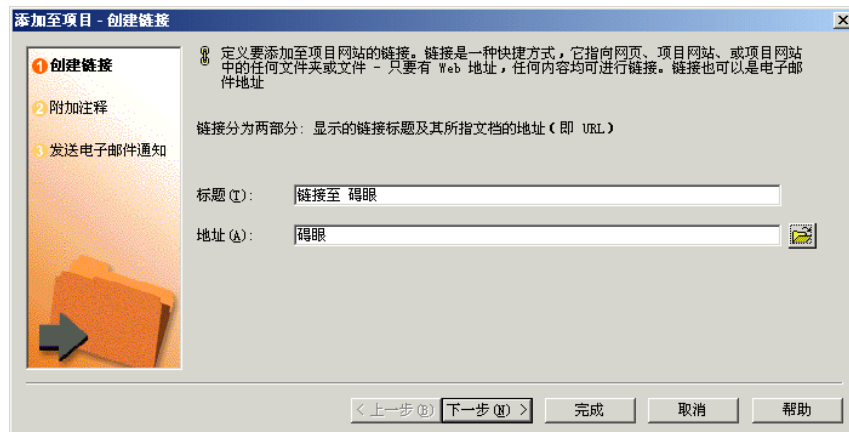 添加至项目 - 创建链接
1 创建链接
2 附加注释
3 发送电子邮件通知
定义要添加至项目网站的链接。链接是一种快捷方式，它指向网页、项目网站、或项目网站
中的任何文件夹或文件 - 只要有 Web 地址，任何内容均可进行链接。链接也可以是电子邮
件地址
链接分为两部分: 显示的链接标题及其所指文档的地址(即 URL)
标题(T): 链接至 碍眼
地址(A): 碍眼
< 上一步(B) 下一步(N) > 完成 取消 帮助